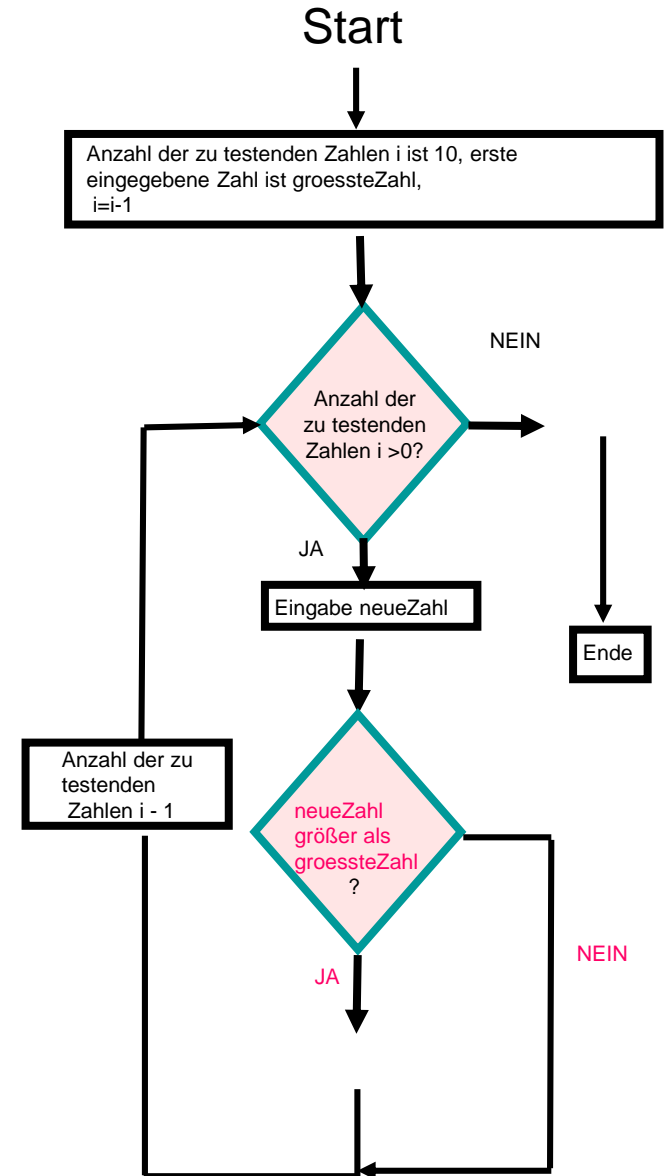 Start
Anzahl der zu testenden Zahlen i ist 10, erste
eingegebene Zahl ist groessteZahl,
i=i-1
NEIN
Anzahl der
zu testenden
Zahlen i >0?
JA
Eingabe neueZahl
Ende
Anzahl der zu
testenden
Zahlen i - 1
neueZahl
größer als
groessteZahl
?
NEIN
JA